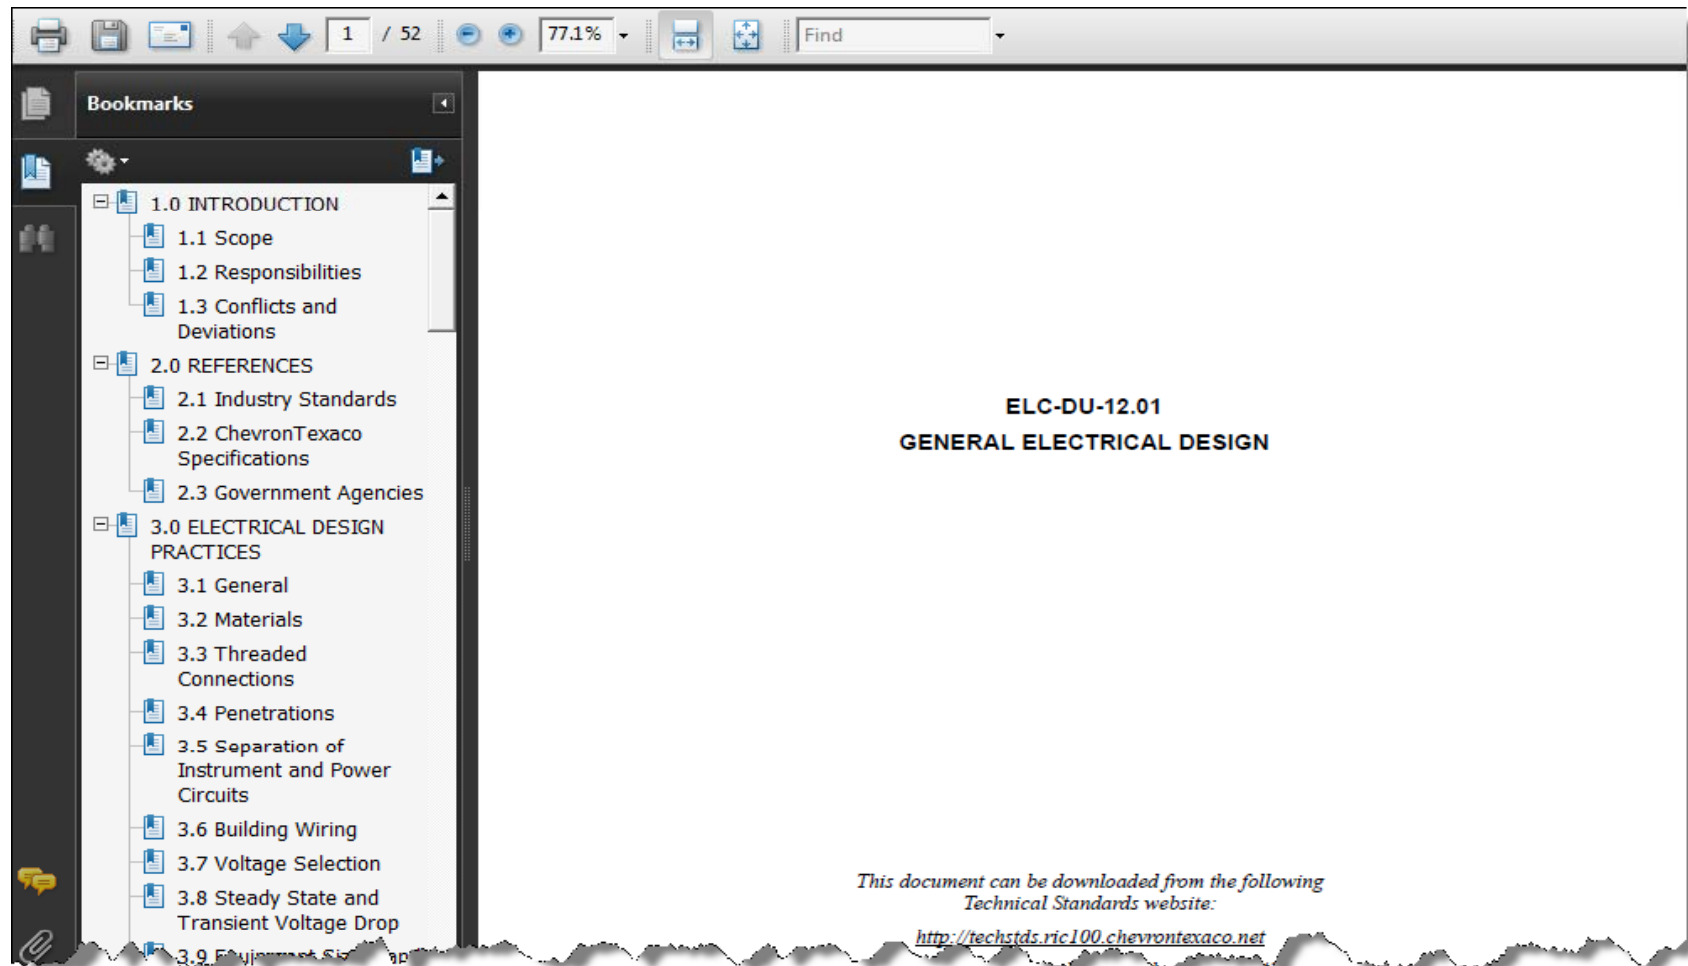 1 / 52 77.1% Find
Bookmarks
1.0 INTRODUCTION
1.1 Scope
1.2 Responsibilities
1.3 Conflicts and
Deviations
2.0 REFERENCES
2.1 Industry Standards
2.2 ChevronTexaco
Specifications
2.3 Government Agencies
3.0 ELECTRICAL DESIGN
PRACTICES
3.1 General
3.2 Materials
3.3 Threaded
Connections
3.4 Penetrations
3.5 Separation of
Instrument and Power
Circuits
3.6 Building Wiring
3.7 Voltage Selection
3.8 Steady State and
Transient Voltage Drop
3.9
ELC-DU-12.01
GENERAL ELECTRICAL DESIGN
This document can be downloaded from the following
Technical Standards website:
http://techstds.ric100.chevrontexaco.net